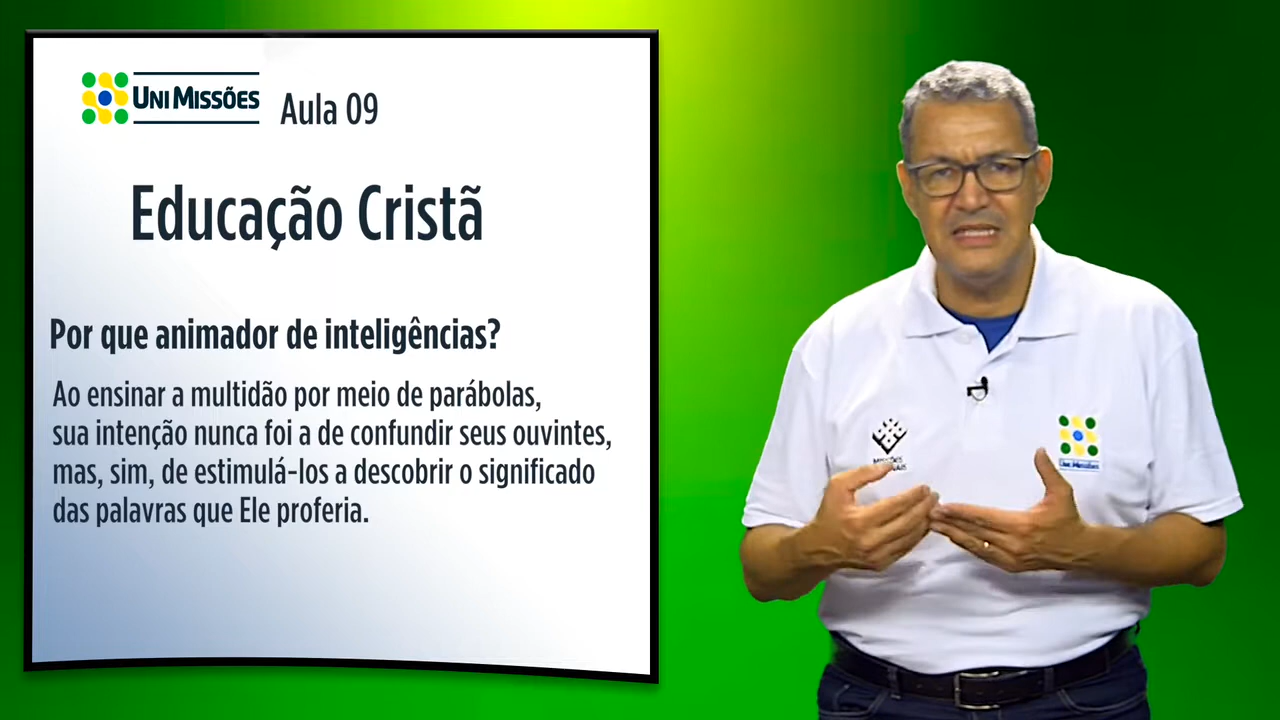 UNI MISSÕES
Aula 09
Educação Cristã
Por que animador de inteligências?
Ao ensinar a multidão por meio de parábolas,
sua intenção nunca foi a de confundir seus ouvintes,
mas, sim, de estimulá-los a descobrir o significado
das palavras que Ele proferia.
UNI MISSÕES